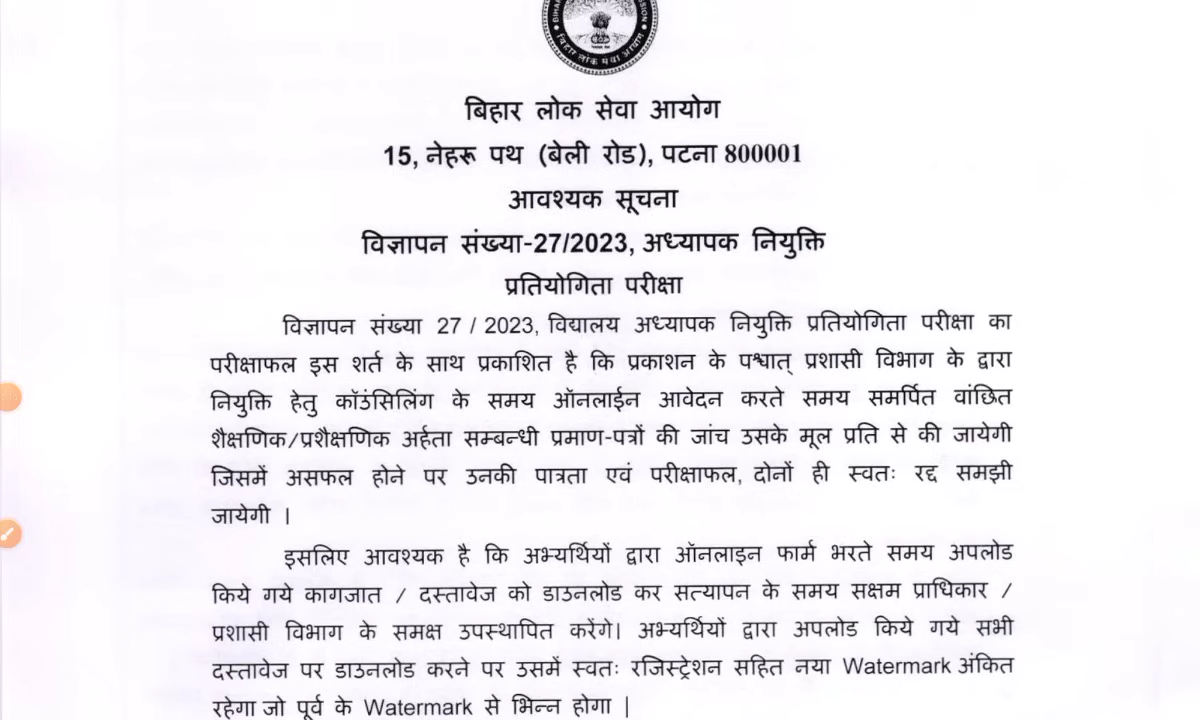 बिहार लोक सेवा आयोग
बिहार लोक सेवा आयोग
15, नेहरू पथ (बेली रोड), पटना 800001
आवश्यक सूचना
विज्ञापन संख्या-27/2023, अध्यापक नियुक्ति
प्रतियोगिता परीक्षा
विज्ञापन संख्या 27 / 2023, विद्यालय अध्यापक नियुक्ति प्रतियोगिता परीक्षा का
परीक्षाफल इस शर्त के साथ प्रकाशित है कि प्रकाशन के पश्चात् प्रशासी विभाग के द्वारा
नियुक्ति हेतु कॉउंसिलिंग के समय ऑनलाईन आवेदन करते समय समर्पित वांछित
शैक्षणिक/प्रशैक्षणिक अर्हता सम्बन्धी प्रमाण-पत्रों की जांच उसके मूल प्रति से की जायेगी
जिसमें असफल होने पर उनकी पात्रता एवं परीक्षाफल, दोनों ही स्वतः रद्द समझी
जायेगी ।
इसलिए आवश्यक है कि अभ्यर्थियों द्वारा ऑनलाइन फार्म भरते समय अपलोड
किये गये कागजात / दस्तावेज को डाउनलोड कर सत्यापन के समय सक्षम प्राधिकार /
प्रशासी विभाग के समक्ष उपस्थापित करेंगे। अभ्यर्थियों द्वारा अपलोड किये गये सभी
दस्तावेज पर डाउनलोड करने पर उसमें स्वतः रजिस्ट्रेशन सहित नया Watermark अंकित
रहेगा जो पूर्व के Watermark से भिन्न होगा |